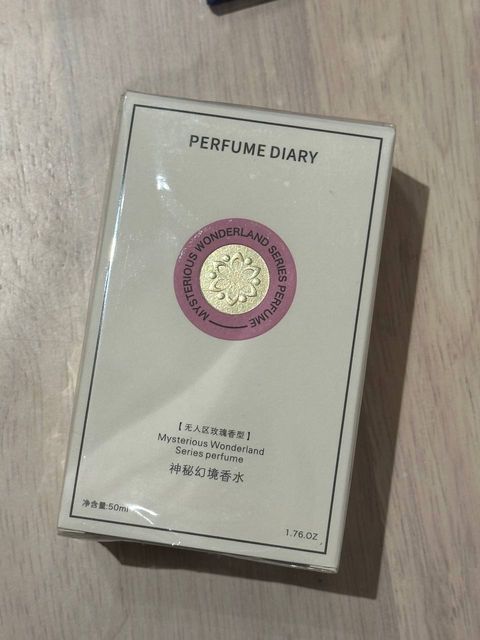 PERFUME DIARY
MYSTERIOUS WONDERLAND SERIES PERFUME
【无人区玫瑰香型】
Mysterious Wonderland
Series perfume
神秘幻境香水
净含量:50ml
1.76.OZ